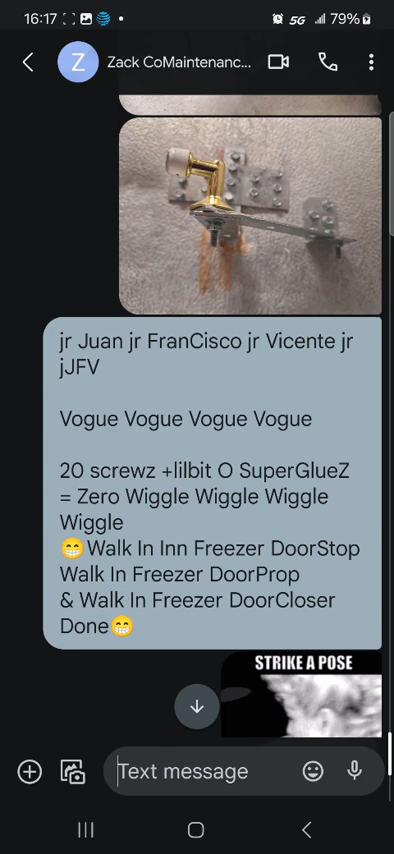 16:17
5G
79%
Z
Zack CoMaintenanc...
jr Juan jr FranCisco jr Vicente jr
jJFV
Vogue Vogue Vogue Vogue
20 screwz +lilbit O SuperGlueZ
= Zero Wiggle Wiggle Wiggle
Wiggle
😁Walk In Inn Freezer DoorStop
Walk In Freezer DoorProp
& Walk In Freezer DoorCloser
Done😁
STRIKE A POSE
Text message